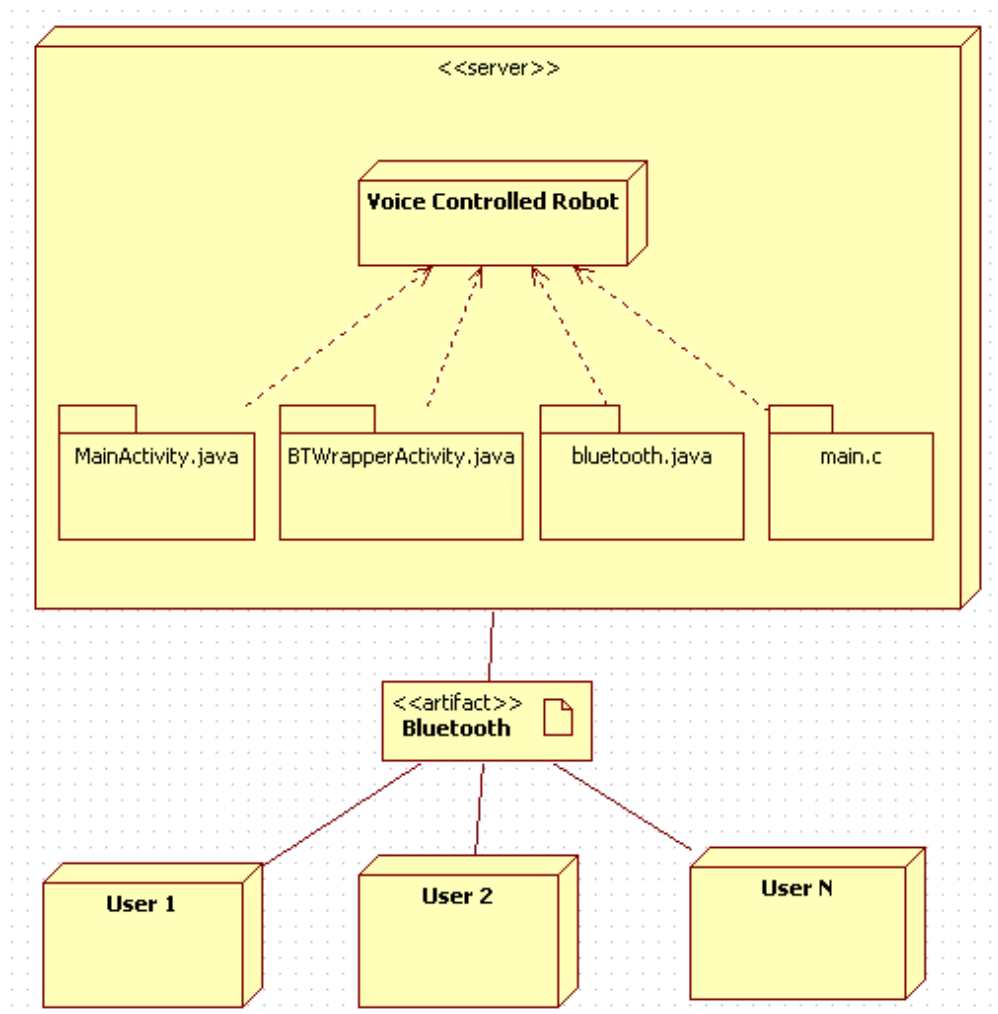 <<server>>
Voice Controlled Robot
MainActivity.java
BTWrapperActivity.java
bluetooth.java
main.c
<<artifact>>
Bluetooth
User 1
User 2
User N